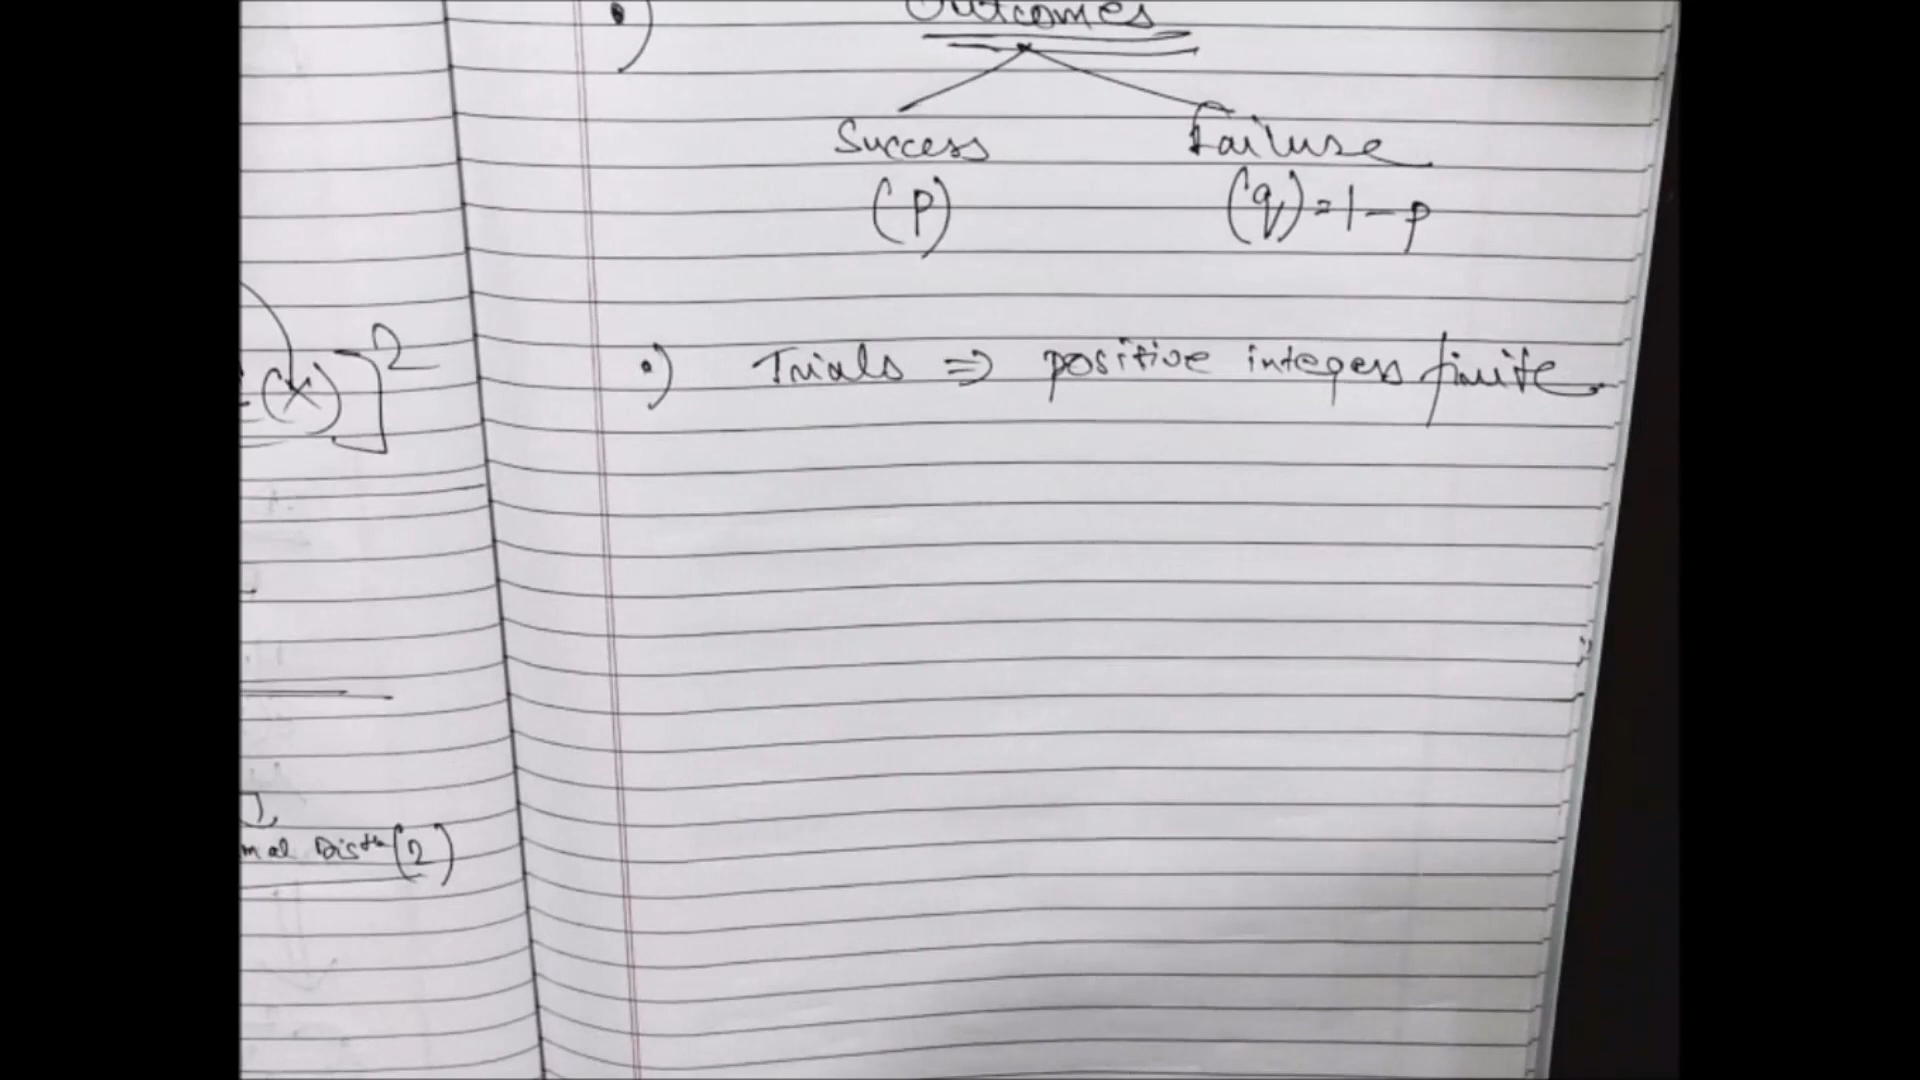 •) Outcomes
Success Failure
(p) (q) = 1 - p
•) Trials ⇒ positive integers finite
(x)]²
mal Distn (2)